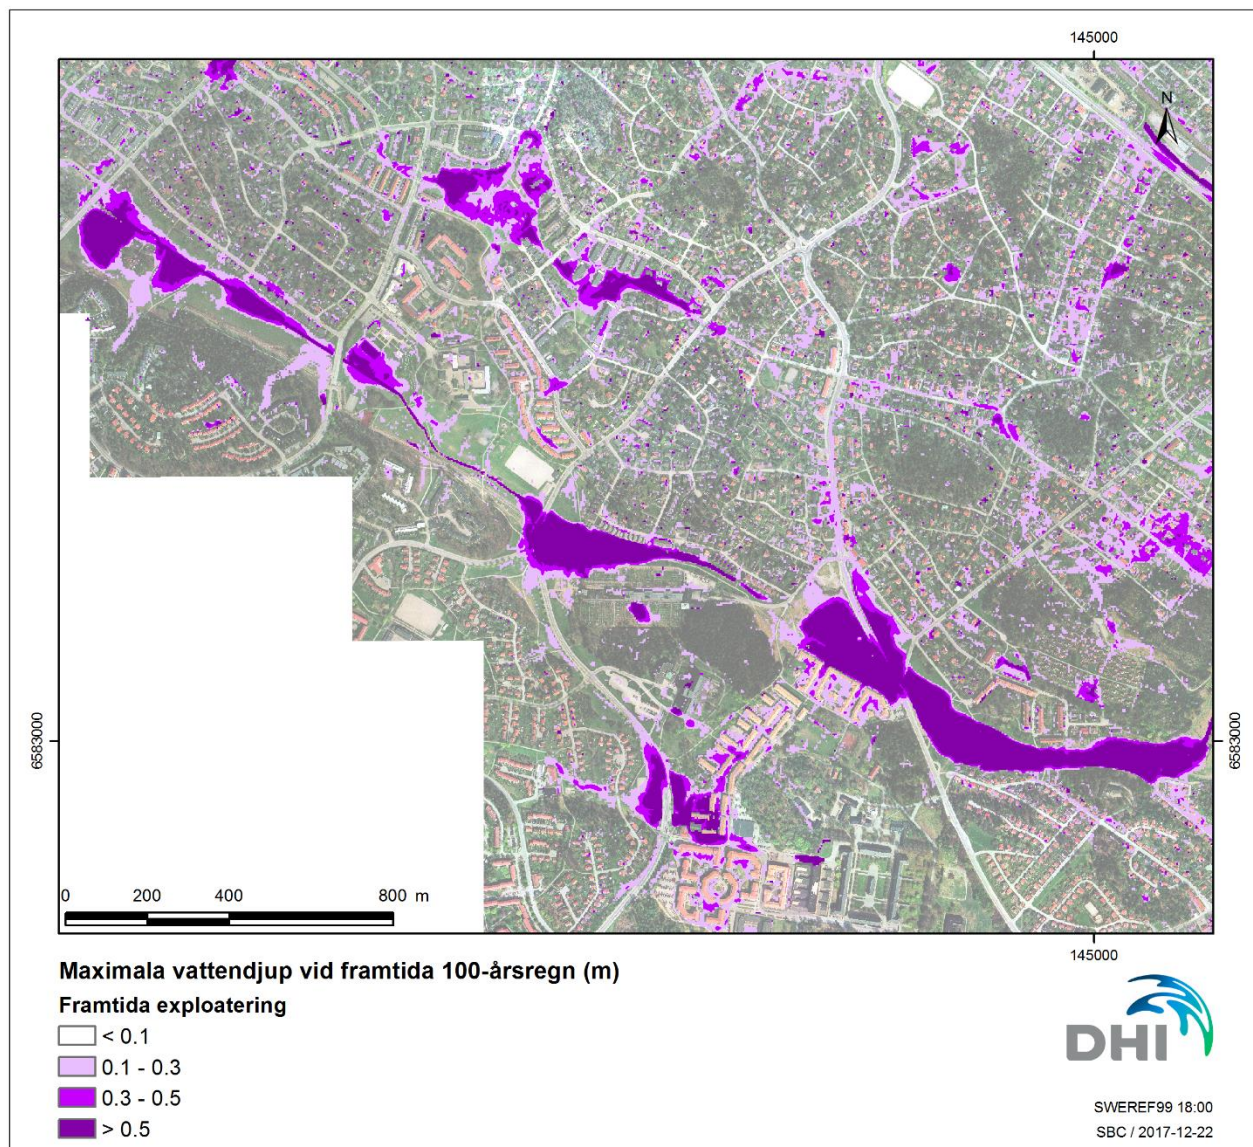 145000
N
6583000
6583000
0 200 400 800 m
145000
Maximala vattendjup vid framtida 100-årsregn (m)
Framtida exploatering
< 0.1
0.1 - 0.3
0.3 - 0.5
> 0.5
DHI
SWEREF99 18:00
SBC / 2017-12-22